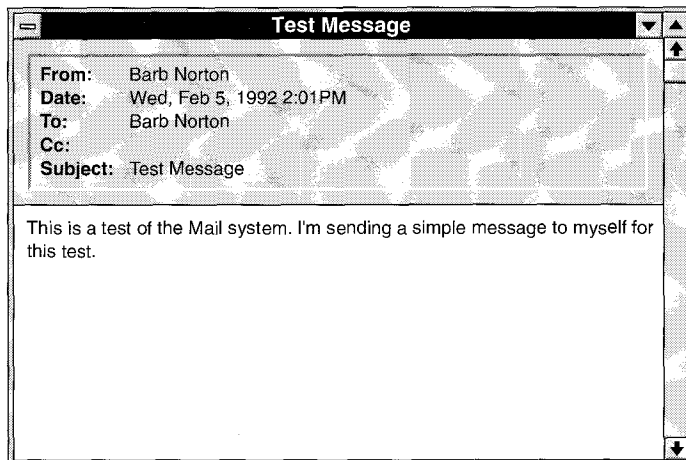 Test Message
From: Barb Norton
Date: Wed, Feb 5, 1992 2:01PM
To: Barb Norton
Cc:
Subject: Test Message
This is a test of the Mail system. I'm sending a simple message to myself for
this test.